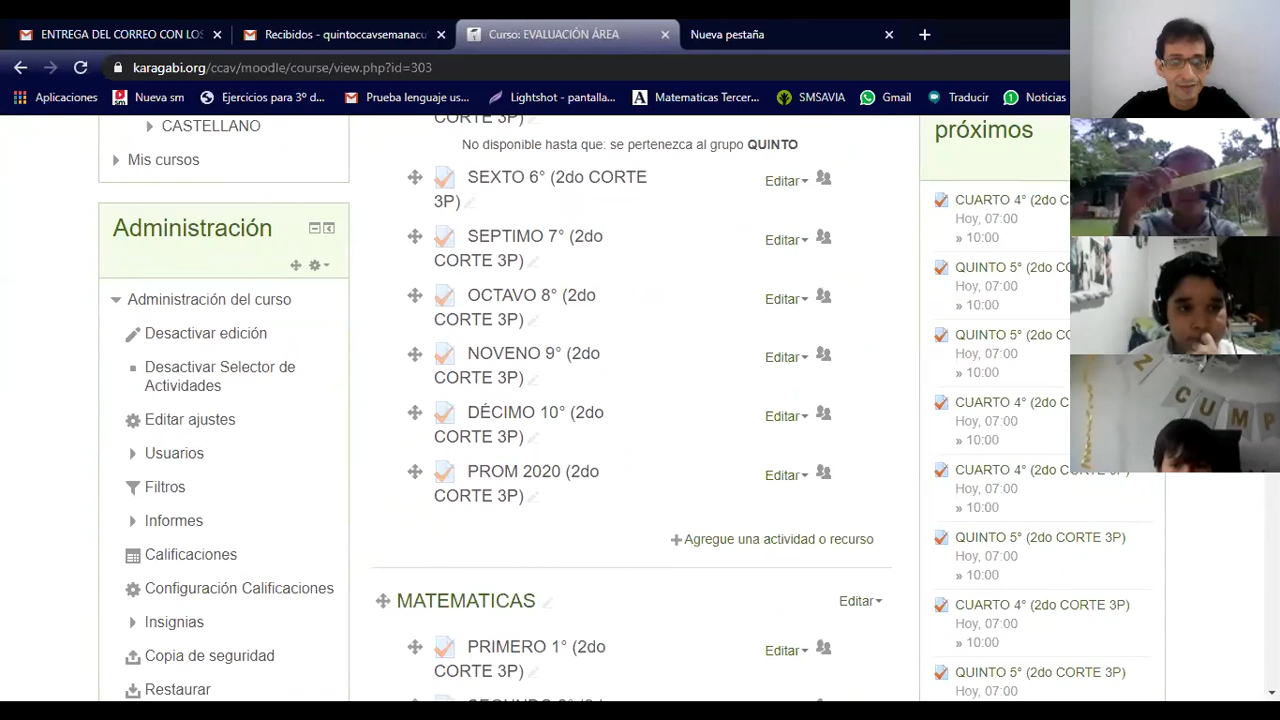 ENTREGA DEL CORREO CON LOS
Recibidos - quintoccavsemanacu
Curso: EVALUACIÓN ÁREA
Nueva pestaña
karagabi.org/ccav/moodle/course/view.php?id=303
Aplicaciones
Nueva sm
Ejercicios para 3º d...
Prueba lenguaje us...
Lightshot - pantalla...
Matematicas Tercer...
SMSAVIA
Gmail
Traducir
Noticias
CASTELLANO
Mis cursos
Administración
Administración del curso
Desactivar edición
Desactivar Selector de
Actividades
Editar ajustes
Usuarios
Filtros
Informes
Calificaciones
Configuración Calificaciones
Insignias
Copia de seguridad
Restaurar
CORTE 3P)
No disponible hasta que: se pertenezca al grupo QUINTO
SEXTO 6° (2do CORTE
3P)
Editar
SEPTIMO 7° (2do
CORTE 3P)
Editar
OCTAVO 8° (2do
CORTE 3P)
Editar
NOVENO 9° (2do
CORTE 3P)
Editar
DÉCIMO 10° (2do
CORTE 3P)
Editar
PROM 2020 (2do
CORTE 3P)
Editar
Agregue una actividad o recurso
MATEMATICAS
Editar
PRIMERO 1° (2do
CORTE 3P)
Editar
próximos
CUARTO 4° (2do C
Hoy, 07:00
» 10:00
QUINTO 5° (2do CO
Hoy, 07:00
» 10:00
QUINTO 5° (2do CO
Hoy, 07:00
» 10:00
CUARTO 4° (2do C
Hoy, 07:00
» 10:00
CUARTO 4° (2do CORTE 3P)
Hoy, 07:00
» 10:00
QUINTO 5° (2do CORTE 3P)
Hoy, 07:00
» 10:00
CUARTO 4° (2do CORTE 3P)
Hoy, 07:00
» 10:00
QUINTO 5° (2do CORTE 3P)
Hoy, 07:00
Z CUMP